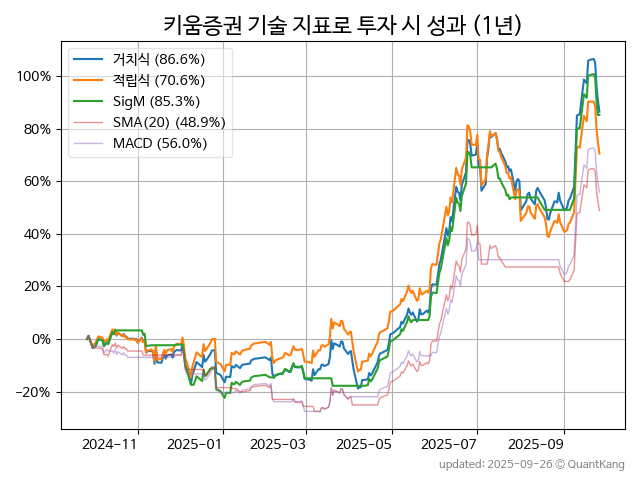 키움증권 기술 지표로 투자 시 성과 (1년)
거치식 (86.6%)
적립식 (70.6%)
SigM (85.3%)
SMA(20) (48.9%)
MACD (56.0%)
100%
80%
60%
40%
20%
0%
−20%
2024−11
2025−01
2025−03
2025−05
2025−07
2025−09
updated: 2025-09-26 © QuantKang